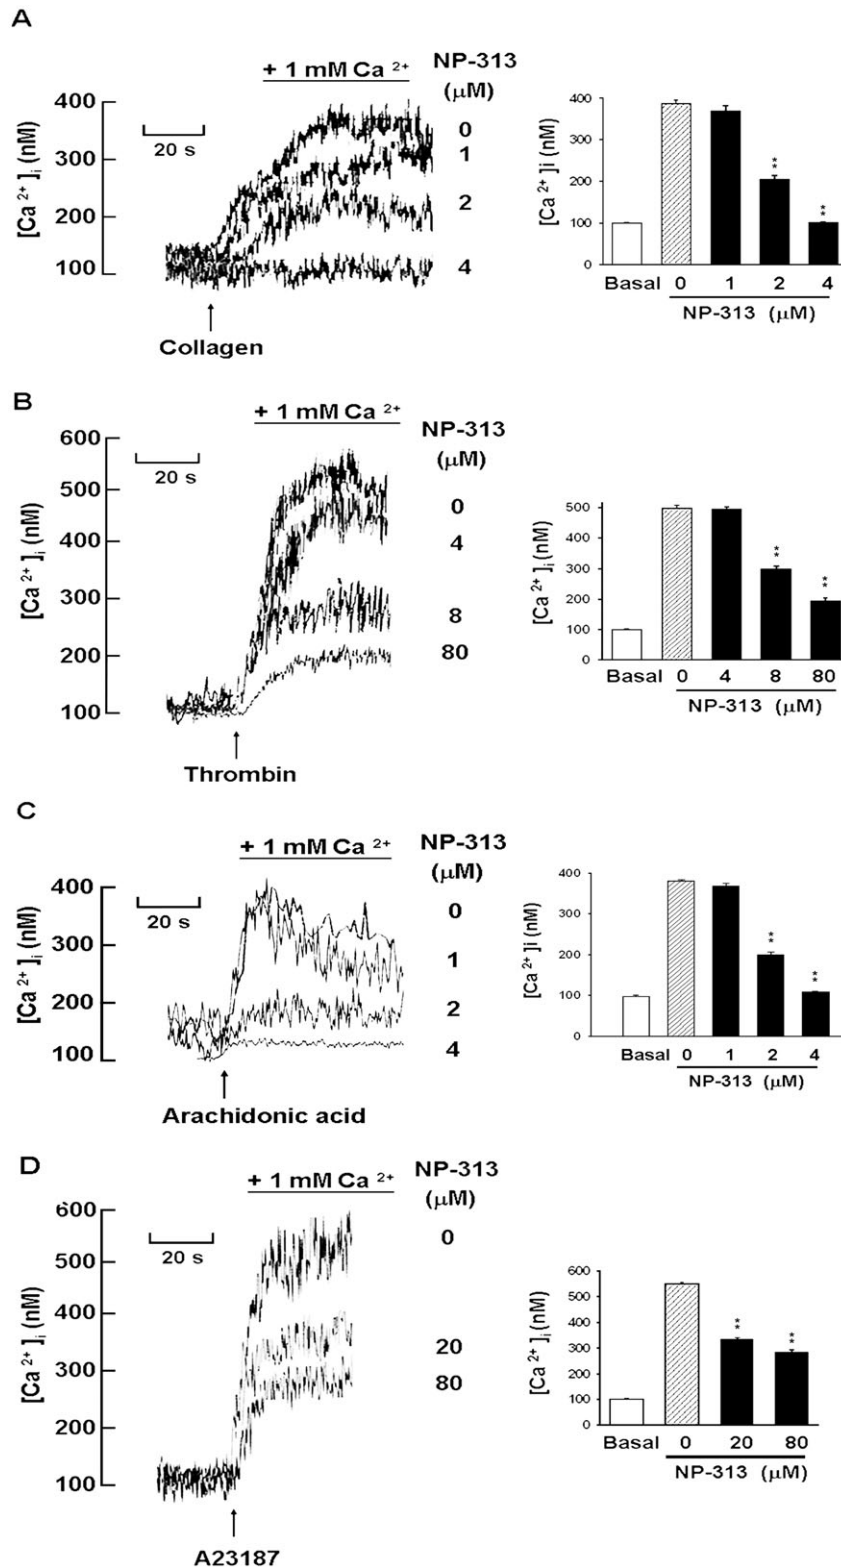 A
+ 1 mM Ca 2+
NP-313
(µM)
400
300
200
100
[Ca 2+]i (nM)
20 s
0
1
2
4
Collagen
400
300
200
100
0
[Ca 2+]i (nM)
**
**
Basal 0 1 2 4
NP-313 (µM)
B
+ 1 mM Ca 2+
NP-313
(µM)
600
500
400
300
200
100
[Ca 2+]i (nM)
20 s
0
4
8
80
Thrombin
500
400
300
200
100
0
[Ca 2+]i (nM)
**
**
Basal 0 4 8 80
NP-313 (µM)
C
+ 1 mM Ca 2+
NP-313
(µM)
400
300
200
100
[Ca 2+]i (nM)
20 s
0
1
2
4
Arachidonic acid
400
300
200
100
0
[Ca 2+]i (nM)
**
**
Basal 0 1 2 4
NP-313 (µM)
D
+ 1 mM Ca 2+
NP-313
(µM)
600
500
400
300
200
100
[Ca 2+]i (nM)
20 s
0
20
80
A23187
600
500
400
300
200
100
0
[Ca 2+]i (nM)
**
**
Basal 0 20 80
NP-313 (µM)